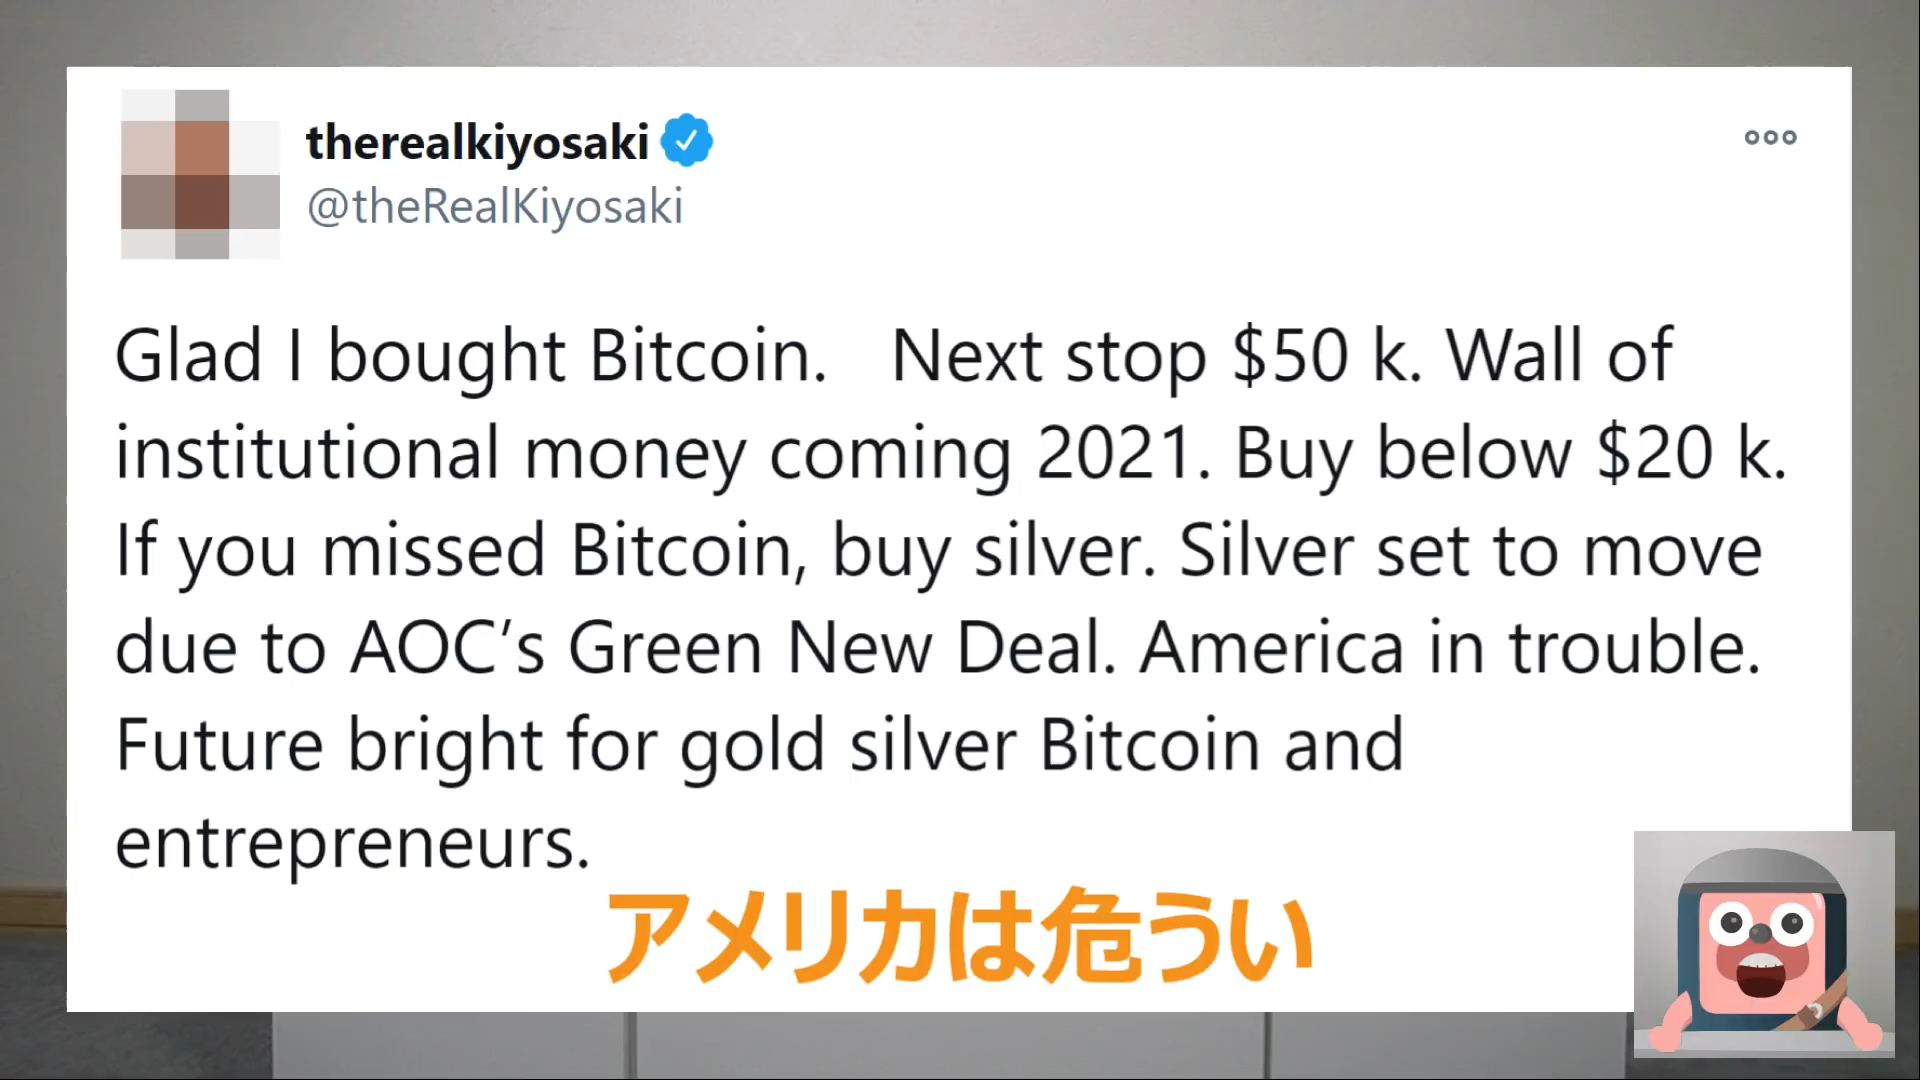 therealkiyosaki
@theRealKiyosaki
Glad I bought Bitcoin.   Next stop $50 k. Wall of
institutional money coming 2021. Buy below $20 k.
If you missed Bitcoin, buy silver. Silver set to move
due to AOC’s Green New Deal. America in trouble.
Future bright for gold silver Bitcoin and
entrepreneurs.
アメリカは危うい